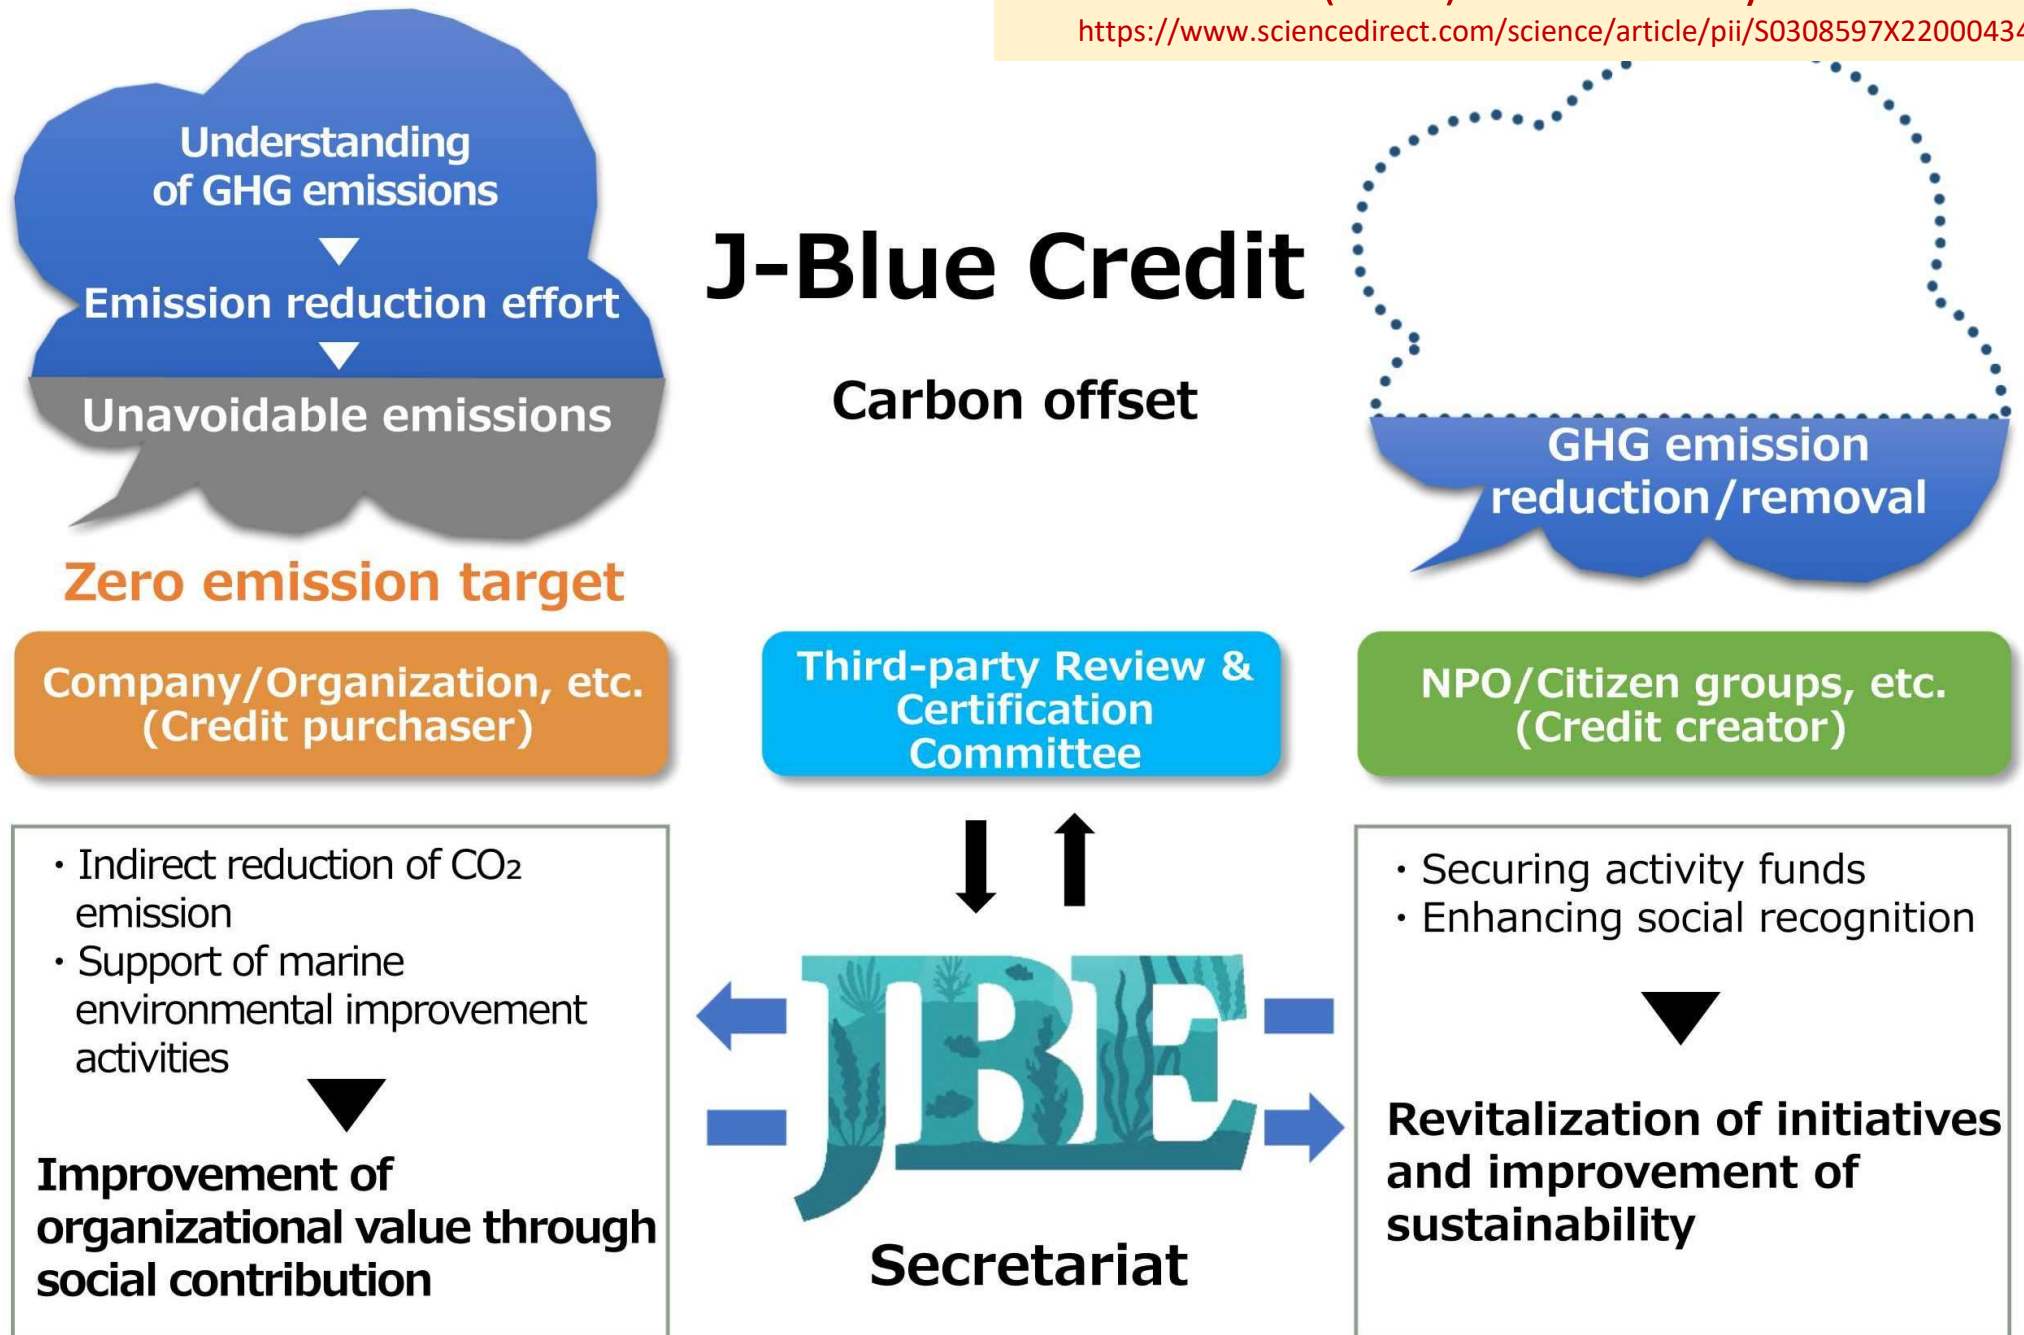 https://www.sciencedirect.com/science/article/pii/S0308597X2200043
Understanding
of GHG emissions
Emission reduction effort
Unavoidable emissions
Zero emission target
J-Blue Credit
Carbon offset
GHG emission
reduction/removal
Company/Organization, etc.
(Credit purchaser)
Third-party Review &
Certification
Committee
NPO/Citizen groups, etc.
(Credit creator)
・Indirect reduction of CO₂
emission
・Support of marine
environmental improvement
activities
Improvement of
organizational value through
social contribution
JBE
Secretariat
・Securing activity funds
・Enhancing social recognition
Revitalization of initiatives
and improvement of
sustainability